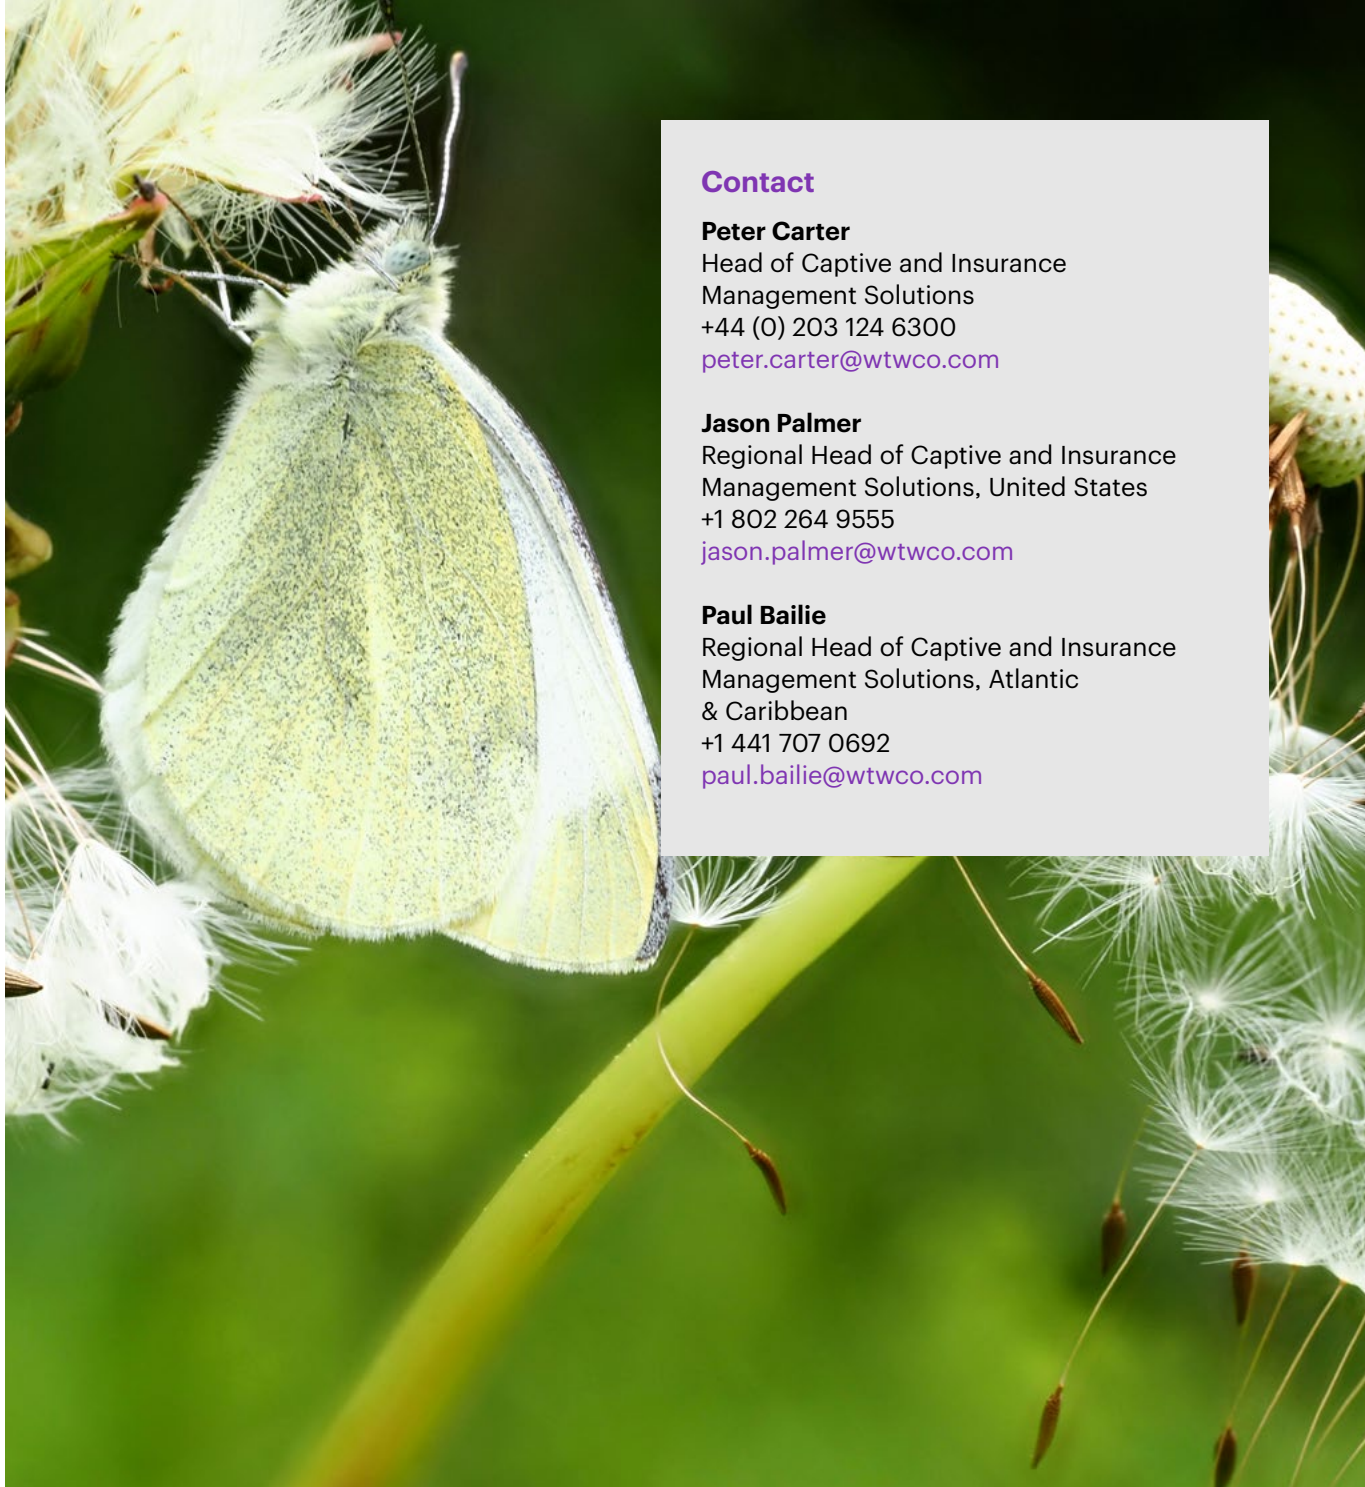 Contact
Peter Carter
Head of Captive and Insurance
Management Solutions
+44 (0) 203 124 6300
peter.carter@wtwco.com
Jason Palmer
Regional Head of Captive and Insurance
Management Solutions, United States
+1 802 264 9555
jason.palmer@wtwco.com
Paul Bailie
Regional Head of Captive and Insurance
Management Solutions, Atlantic
& Caribbean
+1 441 707 0692
paul.bailie@wtwco.com